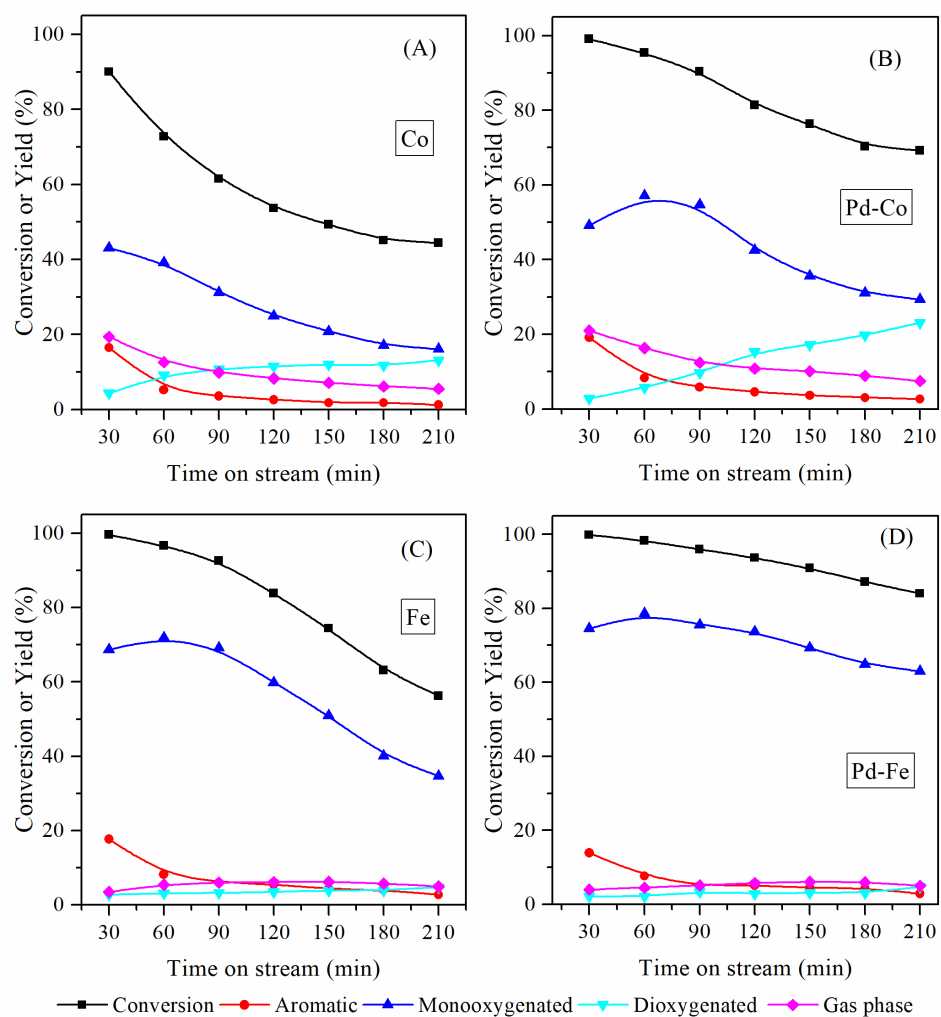 (A)
Co
Conversion or Yield (%)
100
80
60
40
20
0
30 60 90 120 150 180 210
Time on stream (min)
(B)
Pd-Co
Conversion or Yield (%)
100
80
60
40
20
0
30 60 90 120 150 180 210
Time on stream (min)
(C)
Fe
Conversion or Yield (%)
100
80
60
40
20
0
30 60 90 120 150 180 210
Time on stream (min)
(D)
Pd-Fe
Conversion or Yield (%)
100
80
60
40
20
0
30 60 90 120 150 180 210
Time on stream (min)
Conversion Aromatic Monooxygenated Dioxygenated Gas phase